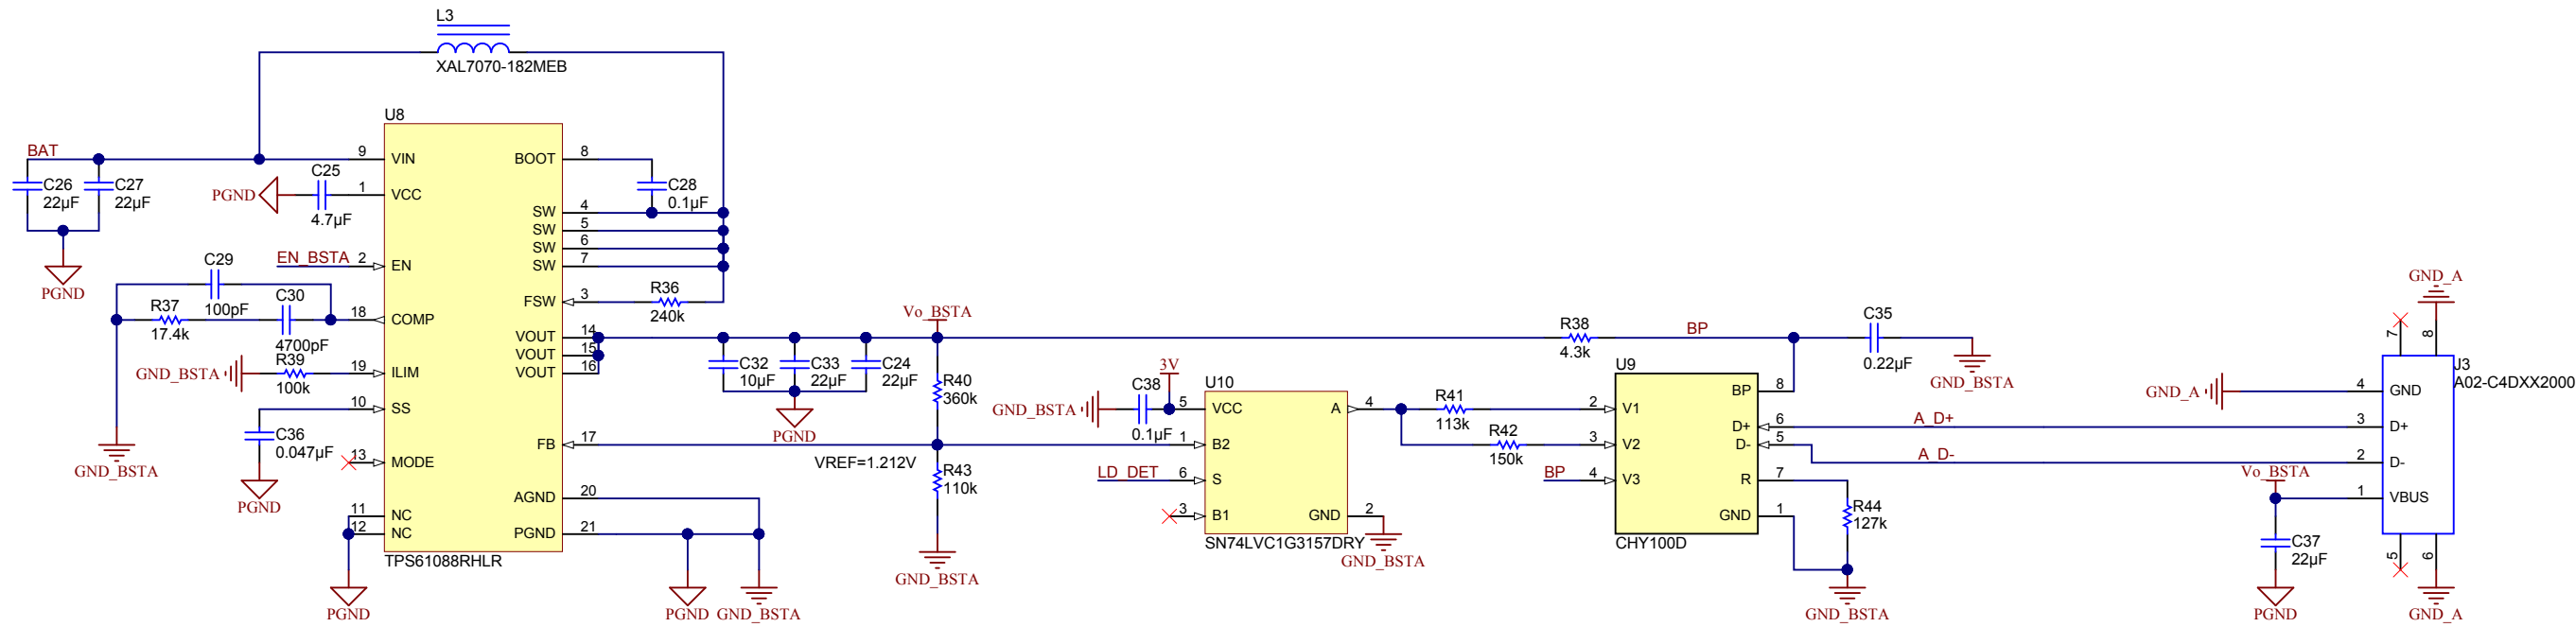 L3
XAL7070-182MEB
U8
BAT
9 VIN
BOOT 8
C26
22µF
C27
22µF
PGND
C25
4.7µF
1 VCC
C28
0.1µF
SW 4
SW 5
SW 6
SW 7
PGND
EN_BSTA 2 EN
C29
100pF
R37
17.4k
C30
4700pF
18 COMP
FSW 3
R36
240k
VOUT 14
VOUT 15
VOUT 16
R39
100k
GND_BSTA
19 ILIM
10 SS
C36
0.047µF
PGND
GND_BSTA
13 MODE
FB 17
VREF=1.212V
AGND 20
PGND 21
11 NC
12 NC
TPS61088RHLR
PGND
PGND
GND_BSTA
C32
10µF
C33
22µF
C24
22µF
PGND
Vo_BSTA
R40
360k
R43
110k
GND_BSTA
GND_BSTA
C38
0.1µF
3V
U10
5 VCC
A 4
1 B2
LD_DET 6 S
3 B1
GND 2
SN74LVC1G3157DRY
GND_BSTA
R41
113k
R42
150k
R38
4.3k
BP
C35
0.22µF
GND_BSTA
U9
BP 8
2 V1
D+ 6
3 V2
D- 5
BP 4 V3
R 7
GND 1
CHY100D
R44
127k
GND_BSTA
A_D+
A_D-
GND_A
7
8
J3
A02-C4DXX2000
GND_A
4 GND
3 D+
2 D-
Vo_BSTA
1 VBUS
C37
22µF
PGND
5
6
GND_A